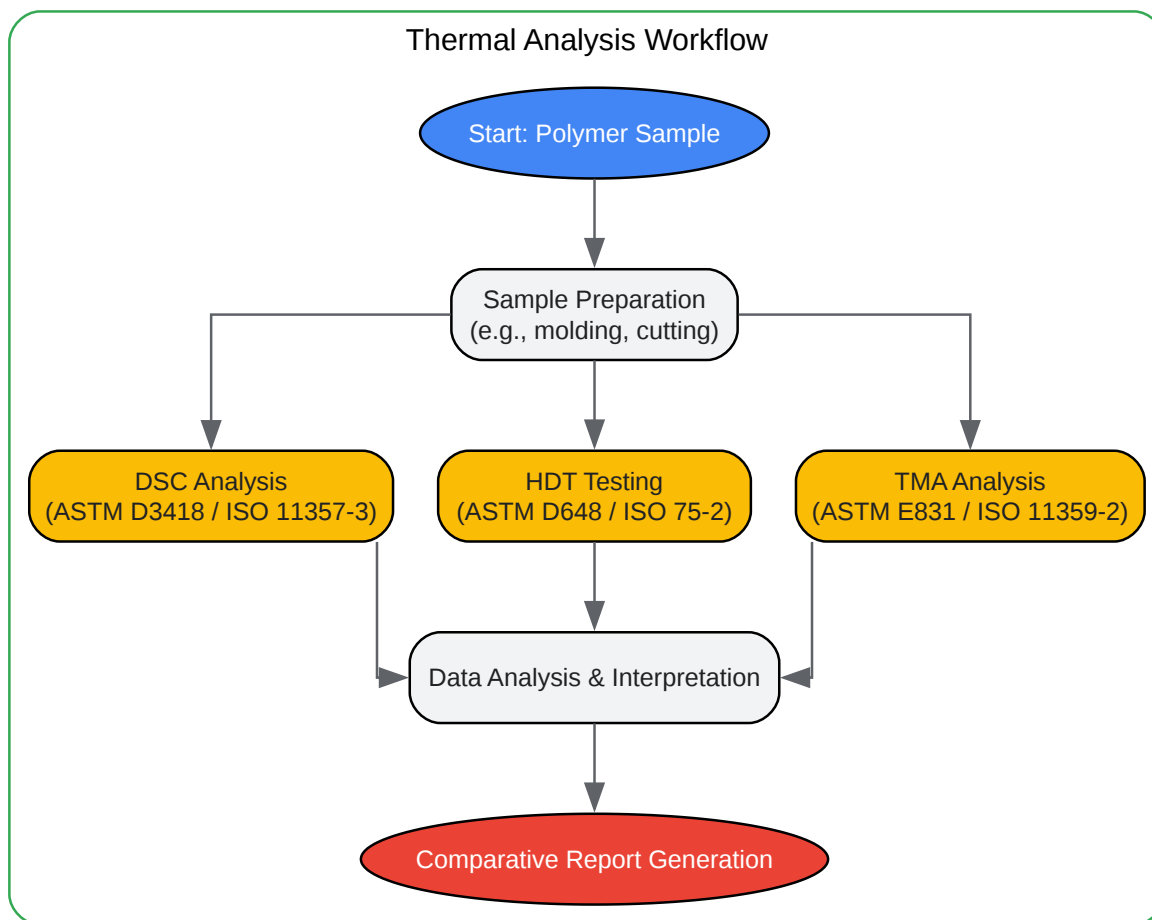 Thermal Analysis Workflow
Start: Polymer Sample
Sample Preparation
(e.g., molding, cutting)
DSC Analysis
(ASTM D3418 / ISO 11357-3)
HDT Testing
(ASTM D648 / ISO 75-2)
TMA Analysis
(ASTM E831 / ISO 11359-2)
Data Analysis & Interpretation
Comparative Report Generation